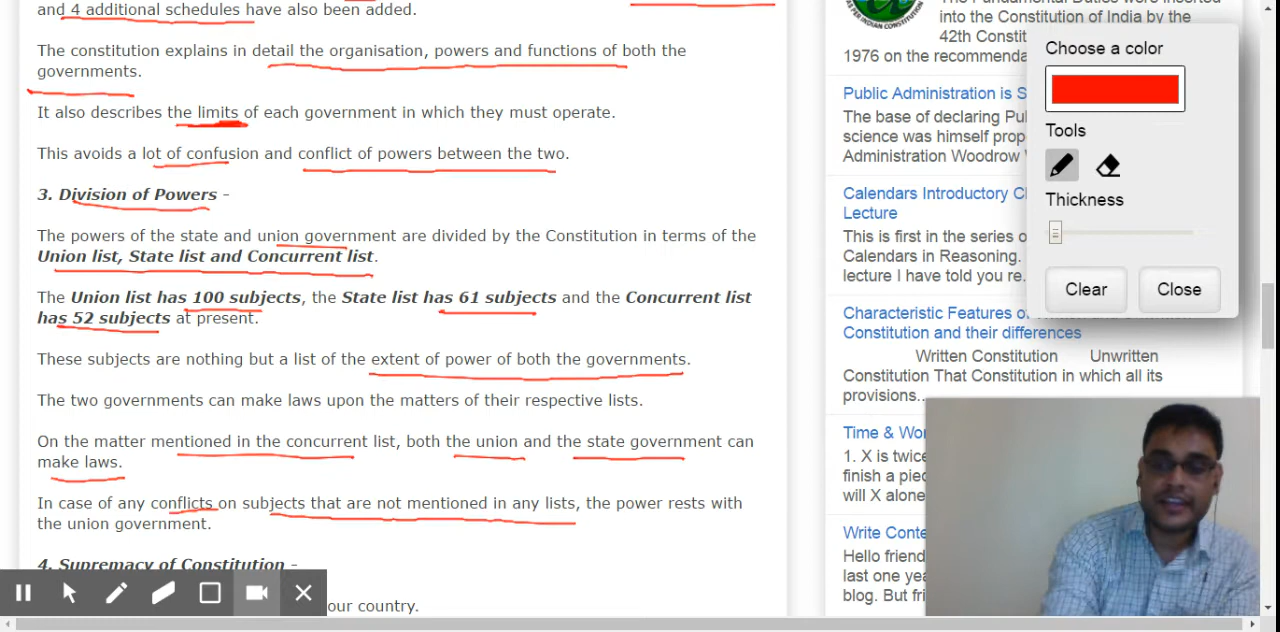 and 4 additional schedules have also been added.
The constitution explains in detail the organisation, powers and functions of both the
governments.
It also describes the limits of each government in which they must operate.
This avoids a lot of confusion and conflict of powers between the two.
3. Division of Powers -
The powers of the state and union government are divided by the Constitution in terms of the
Union list, State list and Concurrent list.
The Union list has 100 subjects, the State list has 61 subjects and the Concurrent list
has 52 subjects at present.
These subjects are nothing but a list of the extent of power of both the governments.
The two governments can make laws upon the matters of their respective lists.
On the matter mentioned in the concurrent list, both the union and the state government can
make laws.
In case of any conflicts on subjects that are not mentioned in any lists, the power rests with
the union government.
4. Supremacy of Constitution -
our country.
AS PER INDIAN CONSTITUTION
The Fundamental Duties were inserted
into the Constitution of India by the
42th Constit
1976 on the recommenda
Public Administration is S
The base of declaring Pu
science was himself prop
Administration Woodrow
Calendars Introductory Cl
Lecture
This is first in the series o
Calendars in Reasoning.
lecture I have told you re.
Characteristic Features of
Constitution and their differences
Written Constitution Unwritten
Constitution That Constitution in which all its
provisions..
Time & Wor
1. X is twice
finish a piec
will X alone
Write Conte
Hello friend
last one yea
blog. But fri
Choose a color
Tools
Thickness
Clear Close